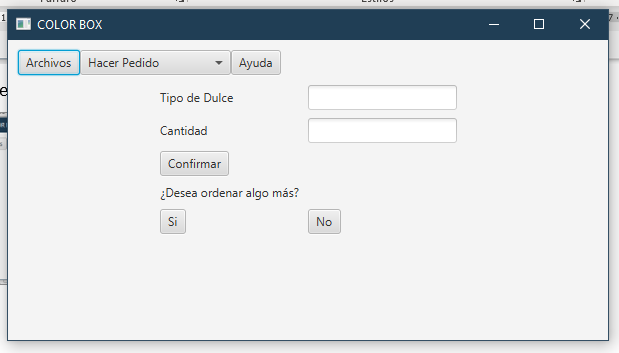 COLOR BOX
Archivos Hacer Pedido Ayuda
Tipo de Dulce
Cantidad
Confirmar
¿Desea ordenar algo más?
Si No